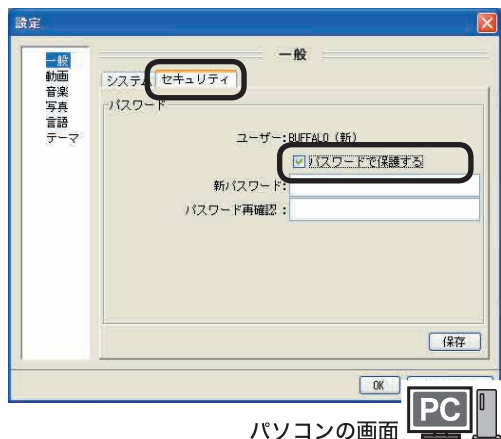 設定
一般
動画
音楽
写真
言語
テーマ
一般
システム セキュリティ
パスワード
ユーザー:BUFFALO (新)
パスワードで保護する
新パスワード:
パスワード再確認:
保存
OK
パソコンの画面
PC